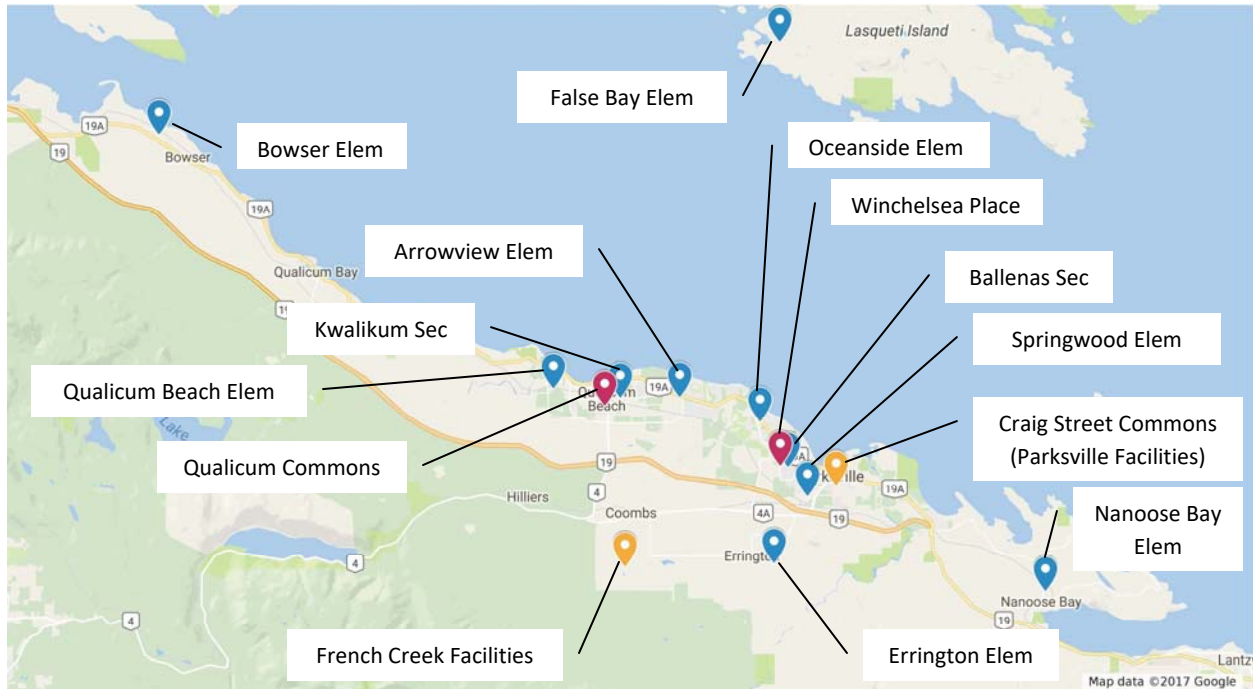 Lasqueti Island
False Bay Elem
19A
Bowser Elem
Oceanside Elem
19
Bowser
Winchelsea Place
19A
Arrowview Elem
Ballenas Sec
Qualicum Bay
Kwalikum Sec
Springwood Elem
Qualicum Beach Elem
19A
Beach
Lake
Craig Street Commons
(Parksville Facilities)
Qualicum Commons
19
19A
Hilliers
4
Coombs
4A
19
Nanoose Bay
Elem
4
Nanoose Bay
4
19
French Creek Facilities
Errington Elem
Map data ©2017 Google